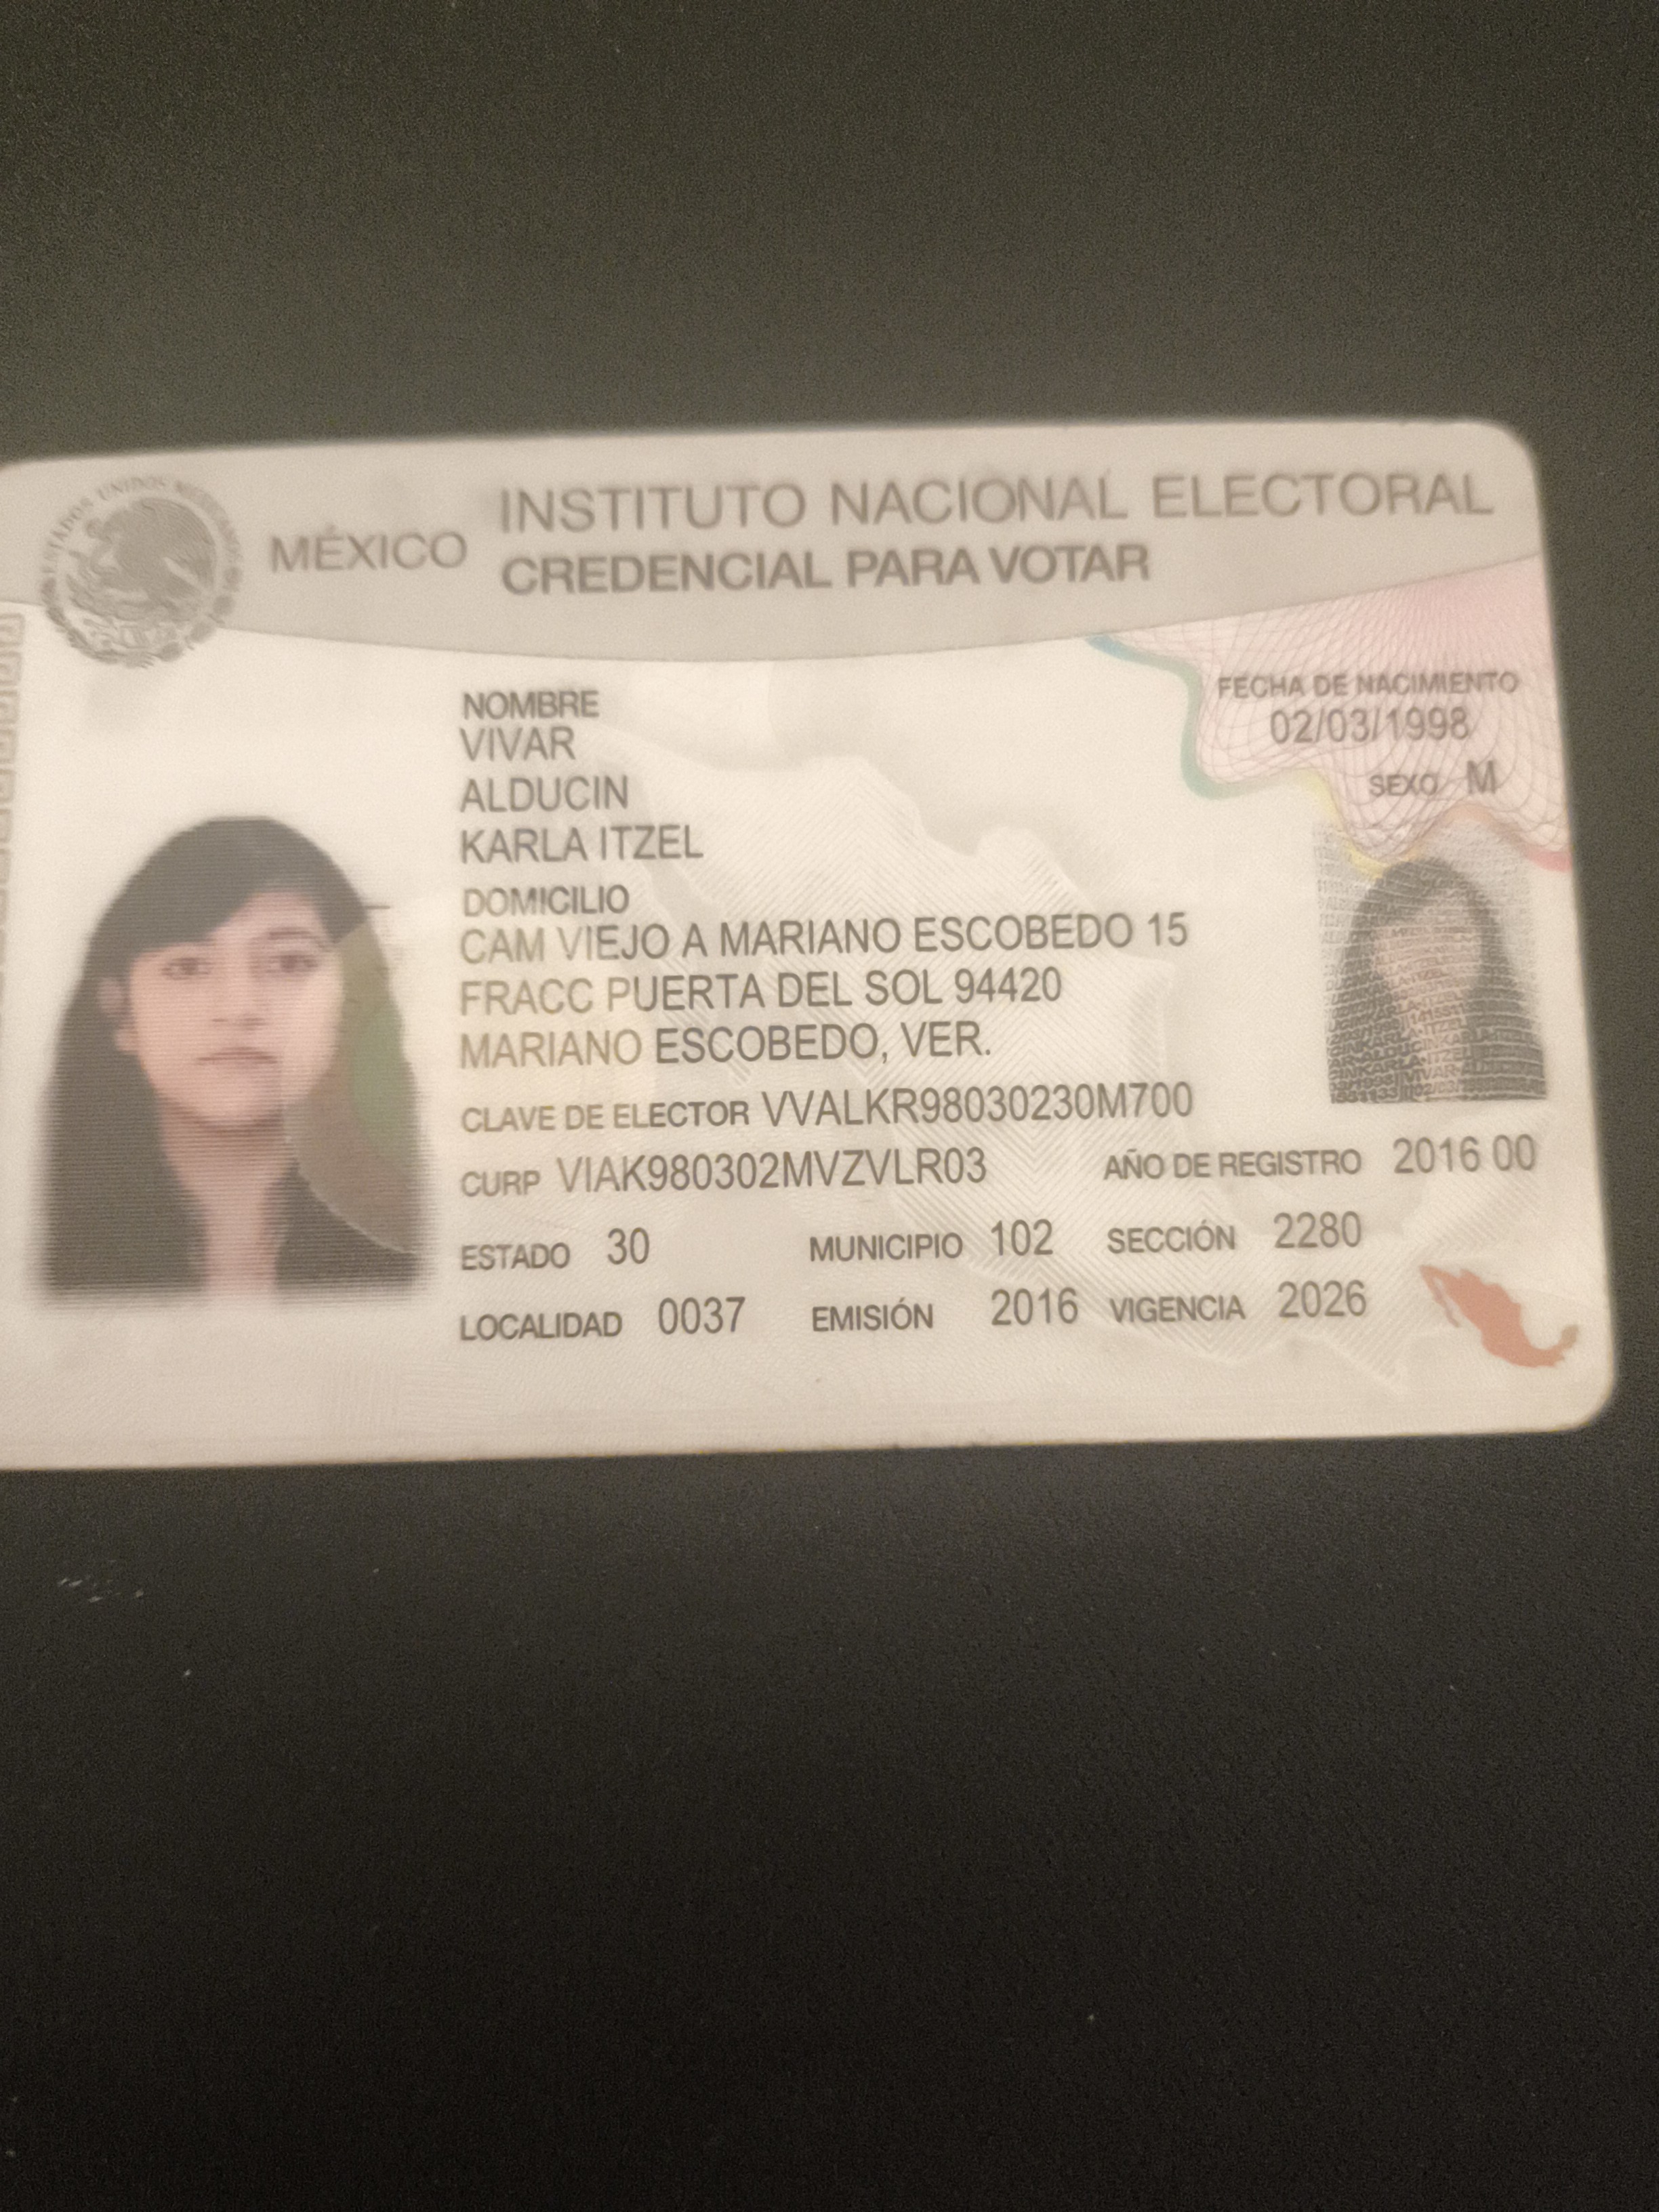 ESTADOS UNIDOS MEXICANOS
MÉXICO
INSTITUTO NACIONAL ELECTORAL
CREDENCIAL PARA VOTAR
FECHA DE NACIMIENTO
02/03/1998
SEXO M
NOMBRE
VIVAR
ALDUCIN
KARLA ITZEL
DOMICILIO
CAM VIEJO A MARIANO ESCOBEDO 15
FRACC PUERTA DEL SOL 94420
MARIANO ESCOBEDO, VER.
CLAVE DE ELECTOR VVALKR98030230M700
CURP VIAK980302MVZVLR03
AÑO DE REGISTRO 2016 00
ESTADO 30
MUNICIPIO 102
SECCIÓN 2280
LOCALIDAD 0037
EMISIÓN 2016
VIGENCIA 2026